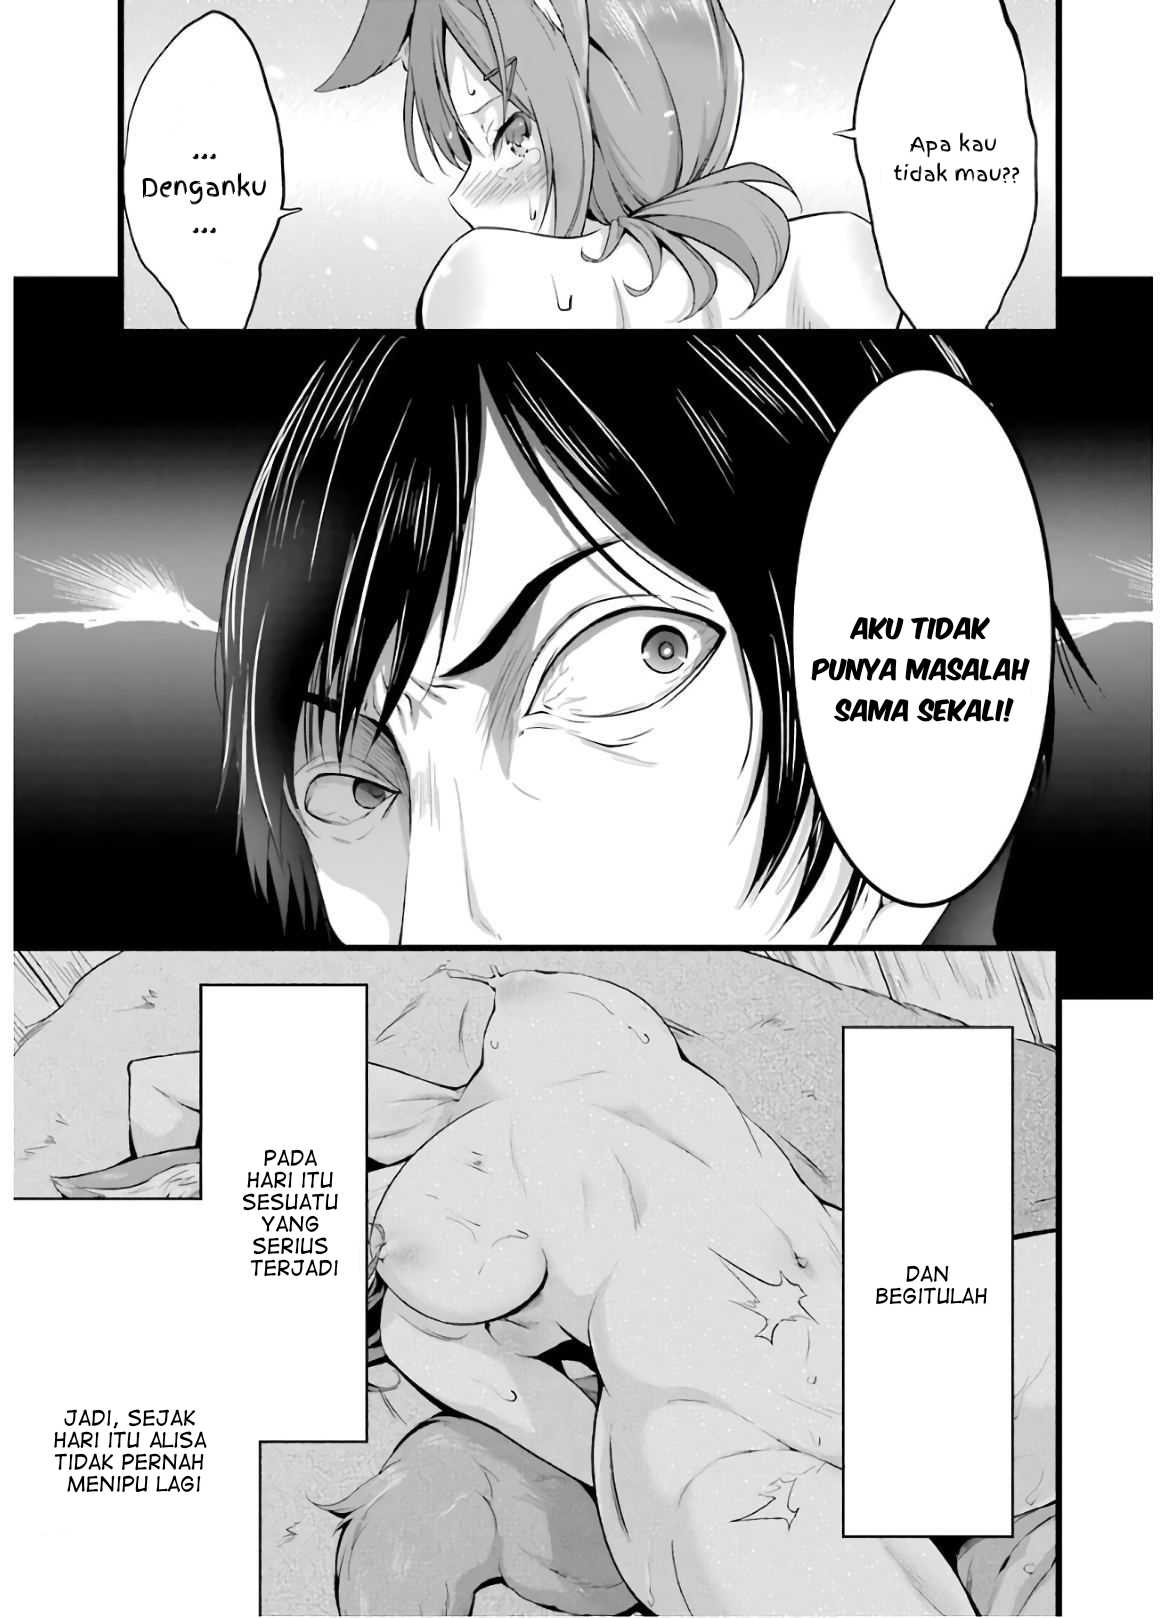 Apa kau
tidak mau??
...
Denganku
...
AKU TIDAK
PUNYA MASALAH
SAMA SEKALI!
DAN
BEGITULAH
PADA
HARI ITU
SESUATU
YANG
SERIUS
TERJADI
JADI, SEJAK
HARI ITU ALISA
TIDAK PERNAH
MENIPU LAGI